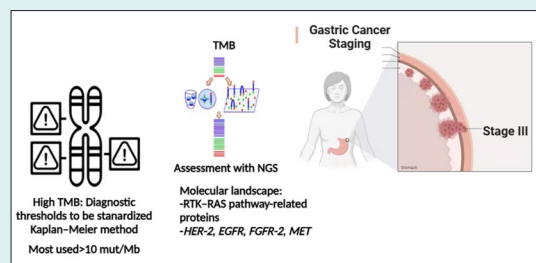 TMB
Assessment with NGS
Molecular landscape:
-RTK–RAS pathway-related
proteins
-HER-2, EGFR, FGFR-2, MET
High TMB: Diagnostic
thresholds to be stanardized
Kaplan–Meier method
Most used>10 mut/Mb
Gastric Cancer
Staging
Stage III
Stomach